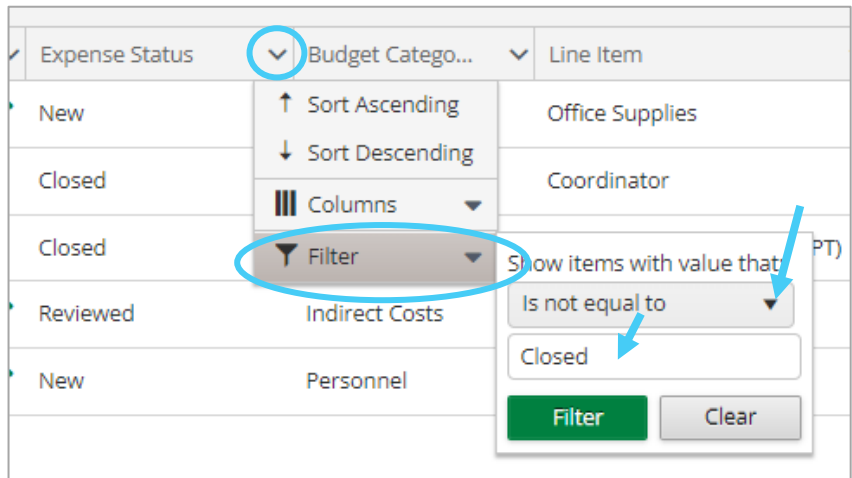 Expense Status Budget Catego... Line Item
New Sort Ascending Office Supplies
Sort Descending
Closed Coordinator
Columns
Closed Filter PT)
Show items with value that:
Is not equal to
Reviewed Indirect Costs
Closed
New Personnel
Filter Clear